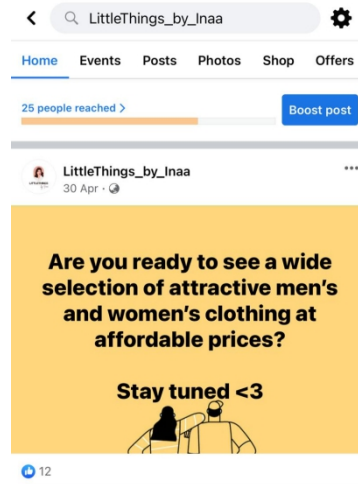 LittleThings_by_Inaa
Home Events Posts Photos Shop Offers
25 people reached >
Boost post
LittleThings_by_Inaa
30 Apr ·
Are you ready to see a wide
selection of attractive men's
and women's clothing at
affordable prices?
Stay tuned <3
12